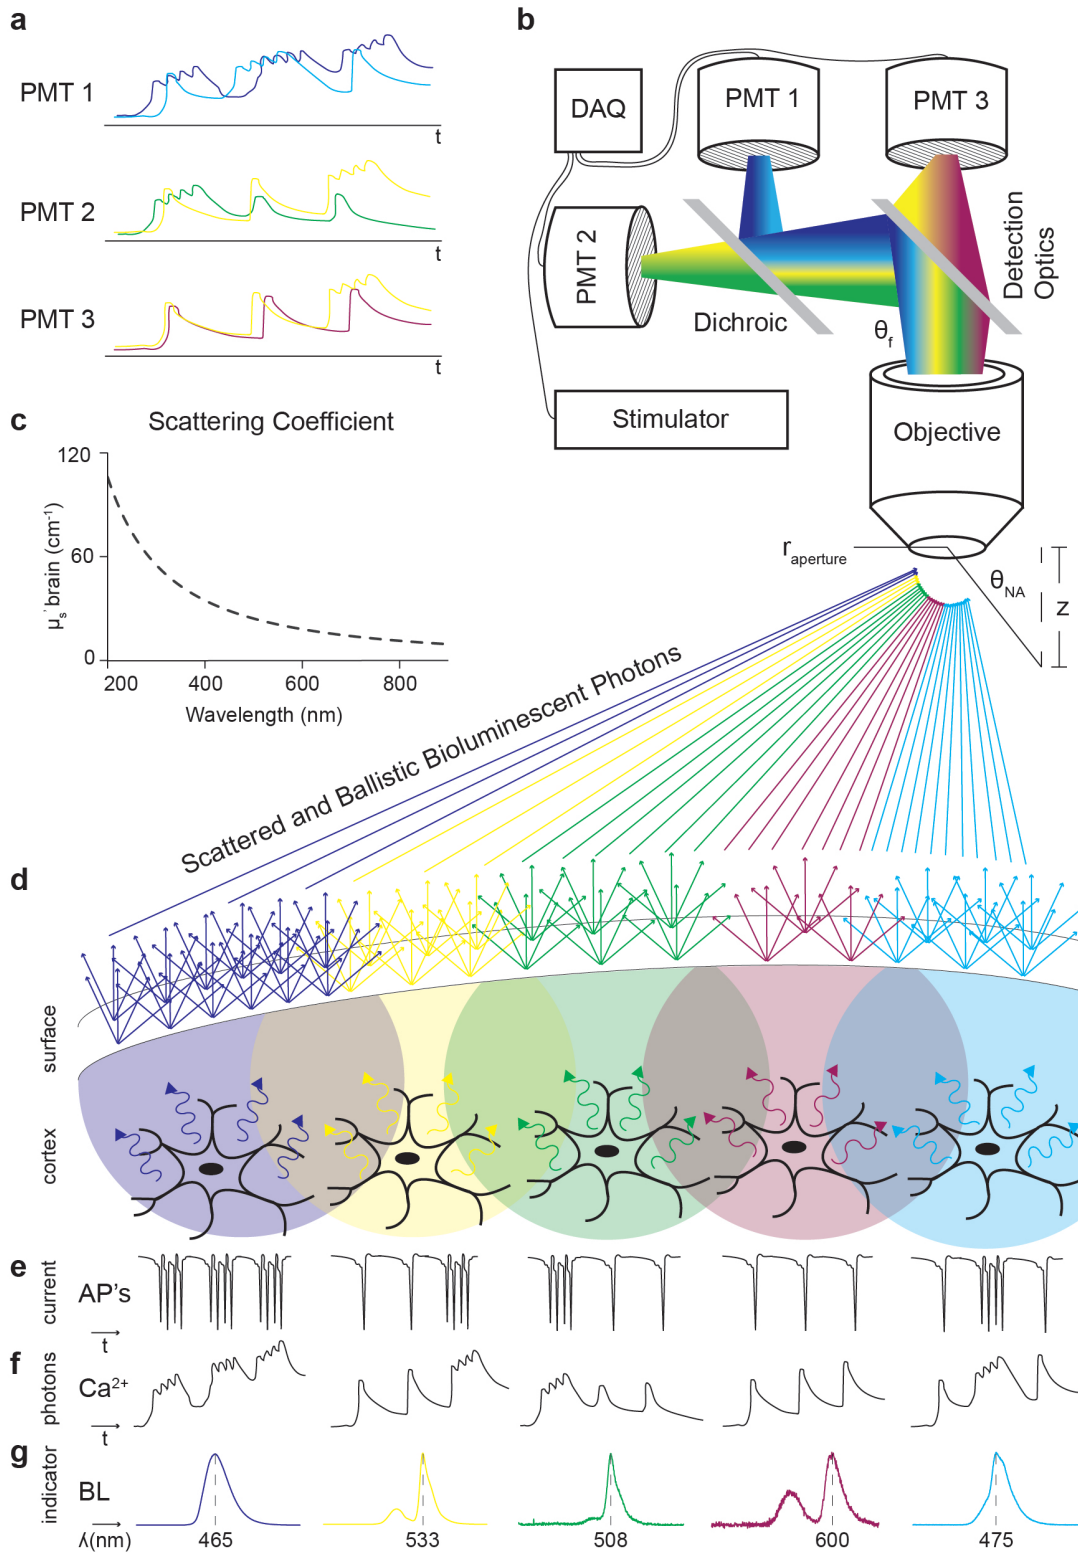 a
PMT 1
t
PMT 2
t
PMT 3
t
b
DAQ
PMT 1
PMT 3
PMT 2
Dichroic
Detection
Optics
θf
Stimulator
Objective
raperture
θNA
z
c
Scattering Coefficient
120
60
0
μs' brain (cm-1)
200 400 600 800
Wavelength (nm)
Scattered and Ballistic Bioluminescent Photons
d
surface
cortex
e
current
AP's
t
f
photons
Ca2+
t
g
indicator
BL
ʎ(nm)
465 533 508 600 475